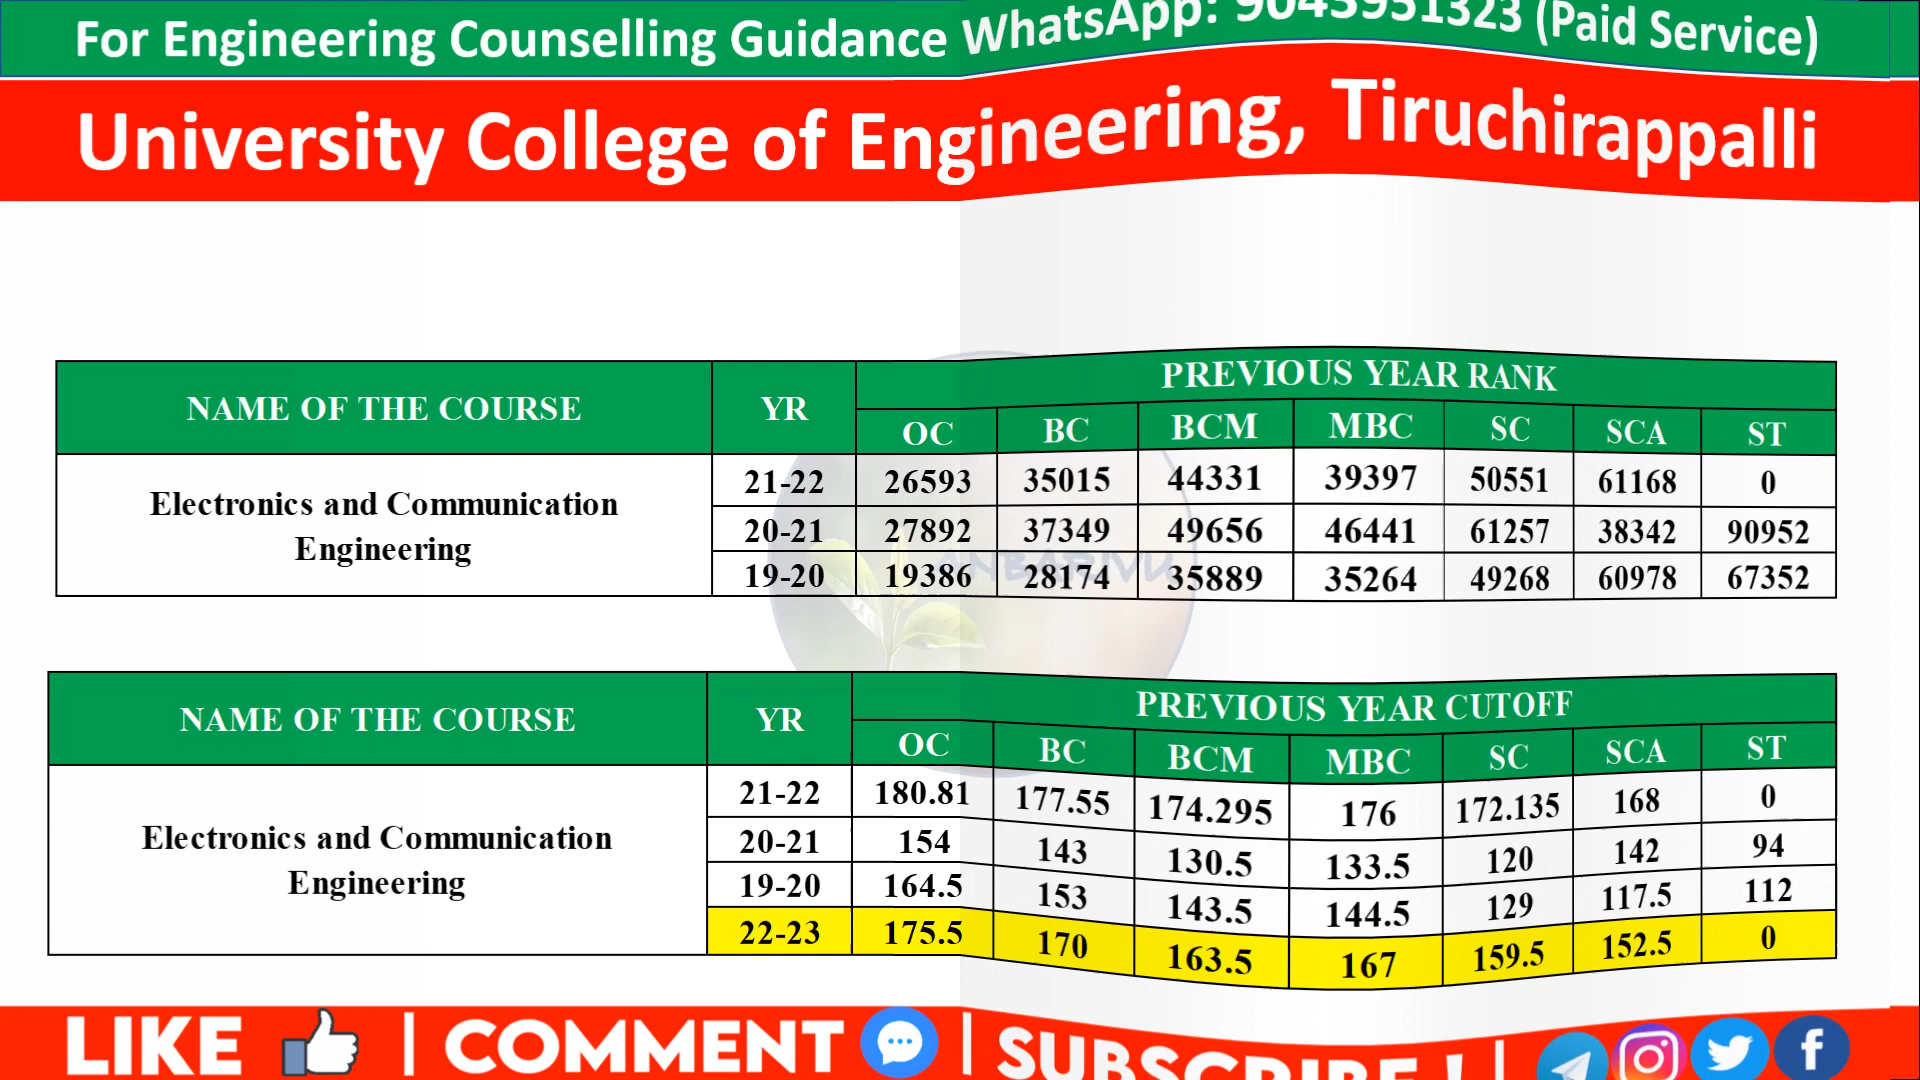 For Engineering Counselling Guidance WhatsApp: 9043951323 (Paid Service)
University College of Engineering, Tiruchirappalli
NAME OF THE COURSE YR PREVIOUS YEAR RANK
OC BC BCM MBC SC SCA ST
Electronics and Communication Engineering
21-22 26593 35015 44331 39397 50551 61168 0
20-21 27892 37349 49656 46441 61257 38342 90952
19-20 19386 28174 35889 35264 49268 60978 67352
ANBARIVU
NAME OF THE COURSE YR PREVIOUS YEAR CUTOFF
OC BC BCM MBC SC SCA ST
Electronics and Communication Engineering
21-22 180.81 177.55 174.295 176 172.135 168 0
20-21 154 143 130.5 133.5 120 142 94
19-20 164.5 153 143.5 144.5 129 117.5 112
22-23 175.5 170 163.5 167 159.5 152.5 0
LIKE | COMMENT | SUBSCRIBE ! |